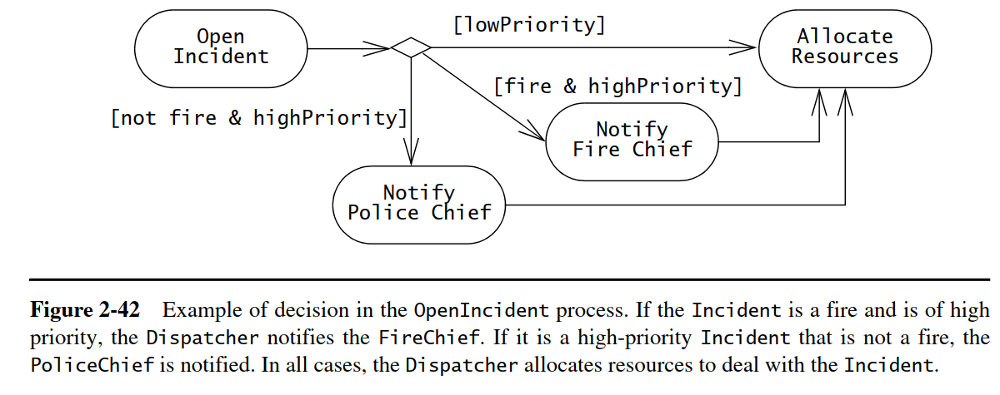 Open
Incident
[lowPriority]
Allocate
Resources
[fire & highPriority]
[not fire & highPriority]
Notify
Fire Chief
Notify
Police Chief
Figure 2-42 Example of decision in the OpenIncident process. If the Incident is a fire and is of high
priority, the Dispatcher notifies the FireChief. If it is a high-priority Incident that is not a fire, the
PoliceChief is notified. In all cases, the Dispatcher allocates resources to deal with the Incident.